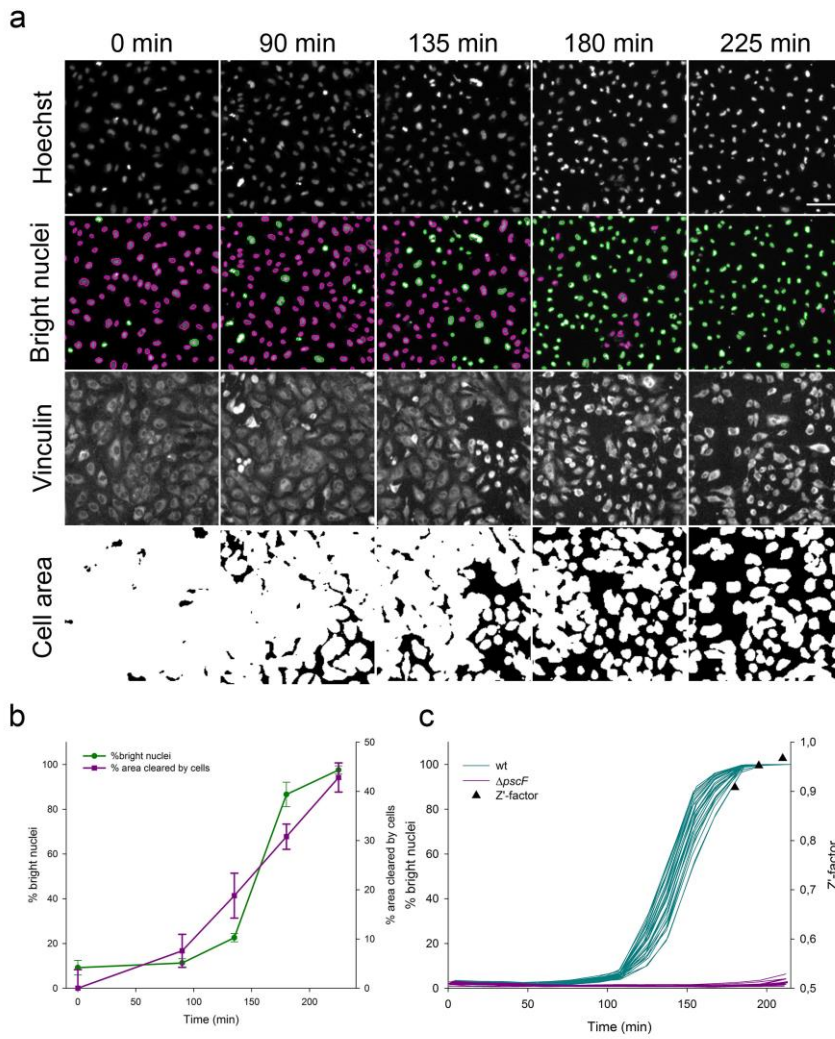 a
0 min 90 min 135 min 180 min 225 min
Hoechst
Bright nuclei
Vinculin
Cell area
b
%bright nuclei
% area cleared by cells
% bright nuclei
0
20
40
60
80
100
0
10
20
30
40
50
% area cleared by cells
0 50 100 150 200
Time (min)
c
wt
ΔpscF
Z'-factor
% bright nuclei
0
20
40
60
80
100
0,5
0,6
0,7
0,8
0,9
1,0
Z'-factor
0 50 100 150 200
Time (min)